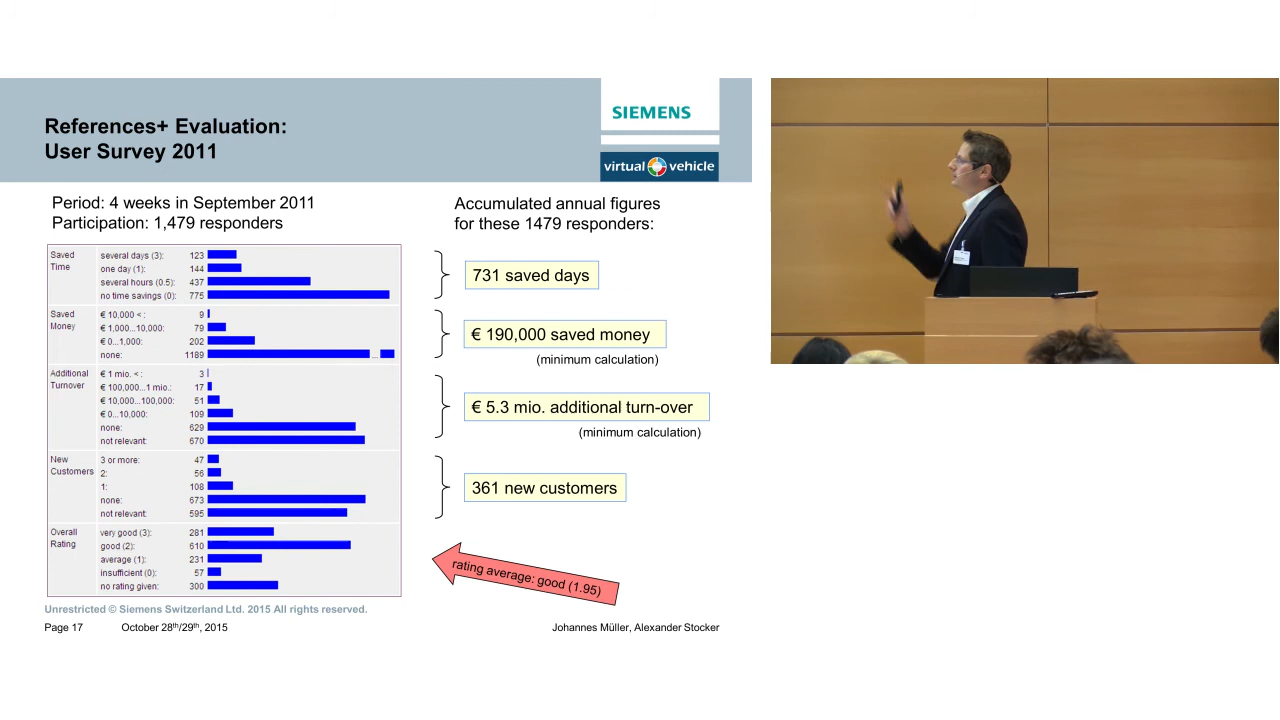 References+ Evaluation:
User Survey 2011
SIEMENS
virtual vehicle
Period: 4 weeks in September 2011
Participation: 1,479 responders
Accumulated annual figures
for these 1479 responders:
Saved Time
several days (3): 123
one day (1): 144
several hours (0.5): 437
no time savings (0): 775
731 saved days
Saved Money
€ 10,000 < : 9
€ 1,000...10,000: 79
€ 0...1,000: 202
none: 1189 ...
€ 190,000 saved money
(minimum calculation)
Additional Turnover
€ 1 mio. < : 3
€ 100,000...1 mio.: 17
€ 10,000...100,000: 51
€ 0...10,000: 109
none: 629
not relevant: 670
€ 5.3 mio. additional turn-over
(minimum calculation)
New Customers
3 or more: 47
2: 56
1: 108
none: 673
not relevant: 595
361 new customers
Overall Rating
very good (3): 281
good (2): 610
average (1): 231
insufficient (0): 57
no rating given: 300
rating average: good (1.95)
Unrestricted © Siemens Switzerland Ltd. 2015 All rights reserved.
Page 17 October 28th/29th, 2015 Johannes Müller, Alexander Stocker